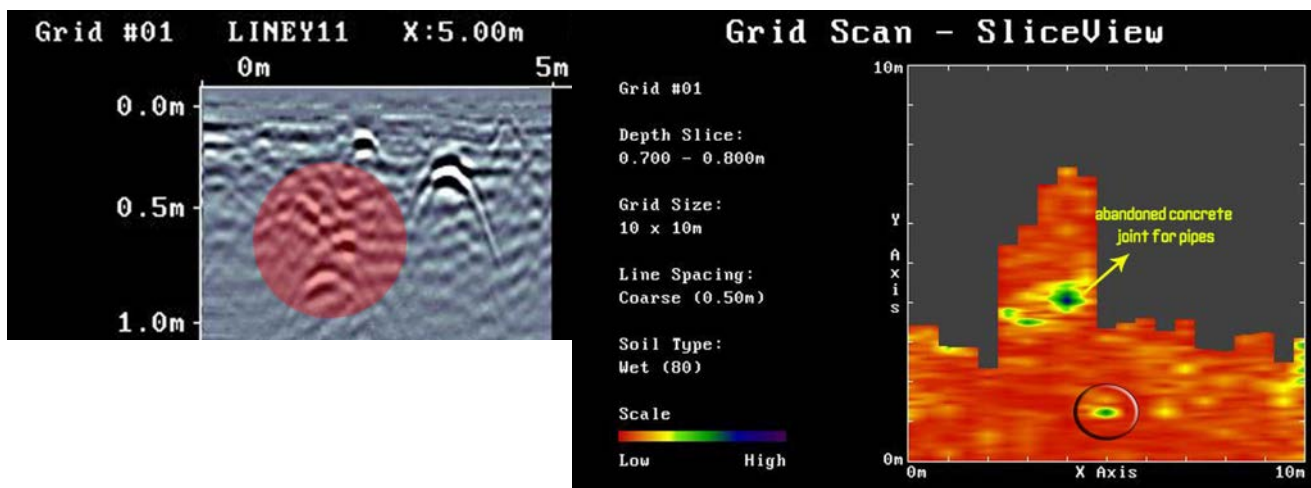 Grid #01 LINEY11 X:5.00m
0m 5m
0.0m
0.5m
1.0m
Grid Scan - SliceView
Grid #01
Depth Slice:
0.700 - 0.800m
Grid Size:
10 x 10m
Line Spacing:
Coarse (0.50m)
Soil Type:
Wet (80)
Scale
Low High
10m
Y Axis
abandoned concrete
joint for pipes
0m
0m X Axis 10m